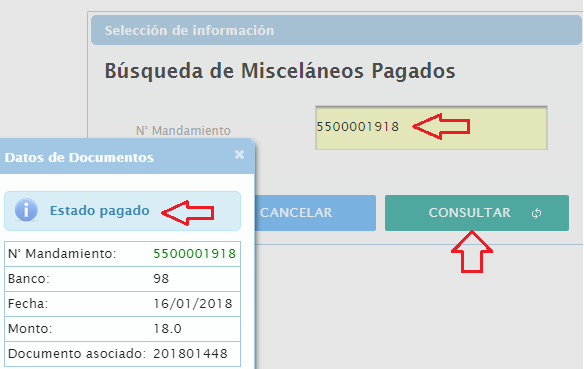 Selección de información
Búsqueda de Misceláneos Pagados
N° Mandamiento
5500001918
CANCELAR
CONSULTAR
Datos de Documentos
Estado pagado
N° Mandamiento: 5500001918
Banco: 98
Fecha: 16/01/2018
Monto: 18.0
Documento asociado: 201801448